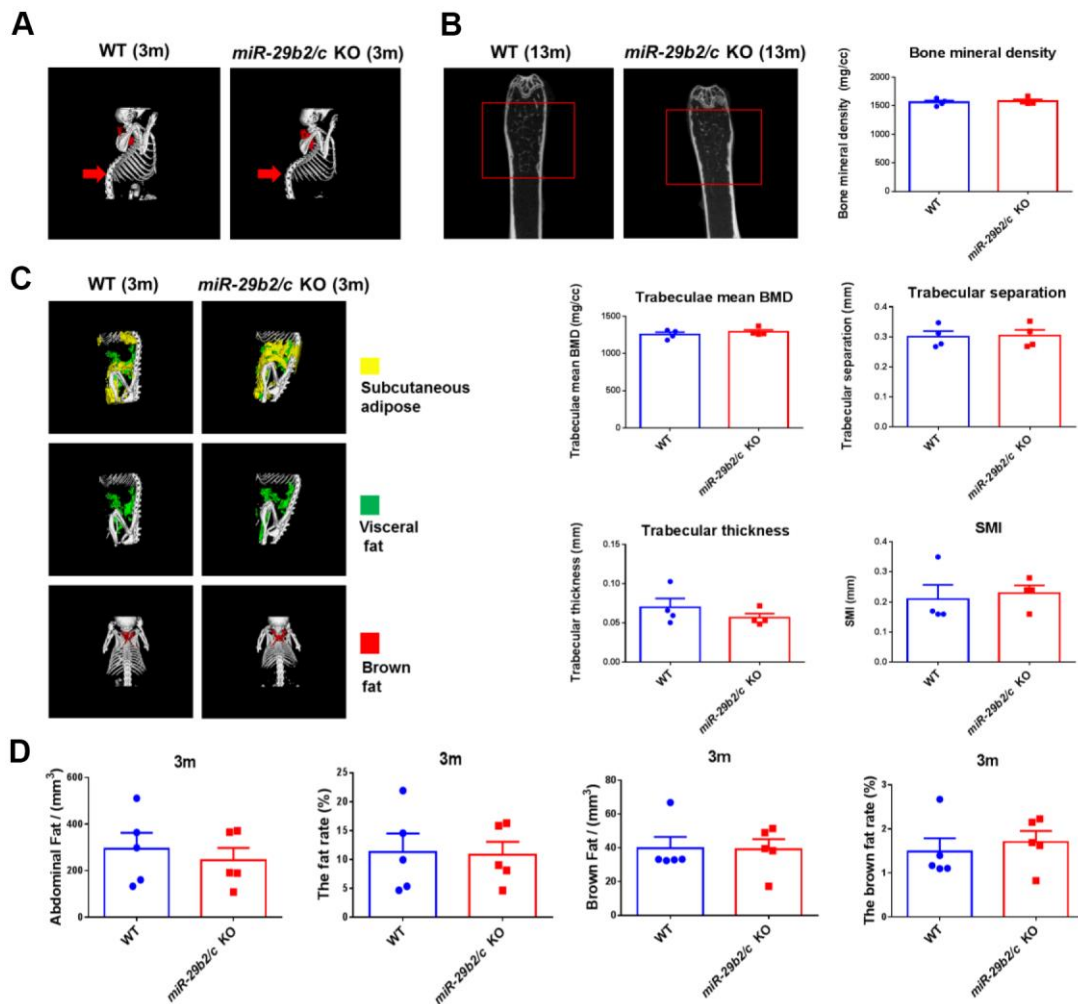 A
WT (3m)
miR-29b2/c KO (3m)
B
WT (13m)
miR-29b2/c KO (13m)
Bone mineral density
Bone mineral density (mg/cc)
2000
1500
1000
500
0
WT
miR-29b2/c KO
C
WT (3m)
miR-29b2/c KO (3m)
Subcutaneous
adipose
Visceral
fat
Brown
fat
Trabeculae mean BMD
Trabeculae mean BMD (mg/cc)
1500
1000
500
0
WT
miR-29b2/c KO
Trabecular separation
Trabecular separation (mm)
0.4
0.3
0.2
0.1
0.0
WT
miR-29b2/c KO
Trabecular thickness
Trabecular thickness (mm)
0.15
0.10
0.05
0.00
WT
miR-29b2/c KO
SMI
SMI (mm)
0.4
0.3
0.2
0.1
0.0
WT
miR-29b2/c KO
D
3m
Abdominal Fat / (mm³)
600
400
200
0
WT
miR-29b2/c KO
3m
The fat rate (%)
25
20
15
10
5
0
WT
miR-29b2/c KO
3m
Brown Fat / (mm³)
80
60
40
20
0
WT
miR-29b2/c KO
3m
The brown fat rate (%)
3
2
1
0
WT
miR-29b2/c KO